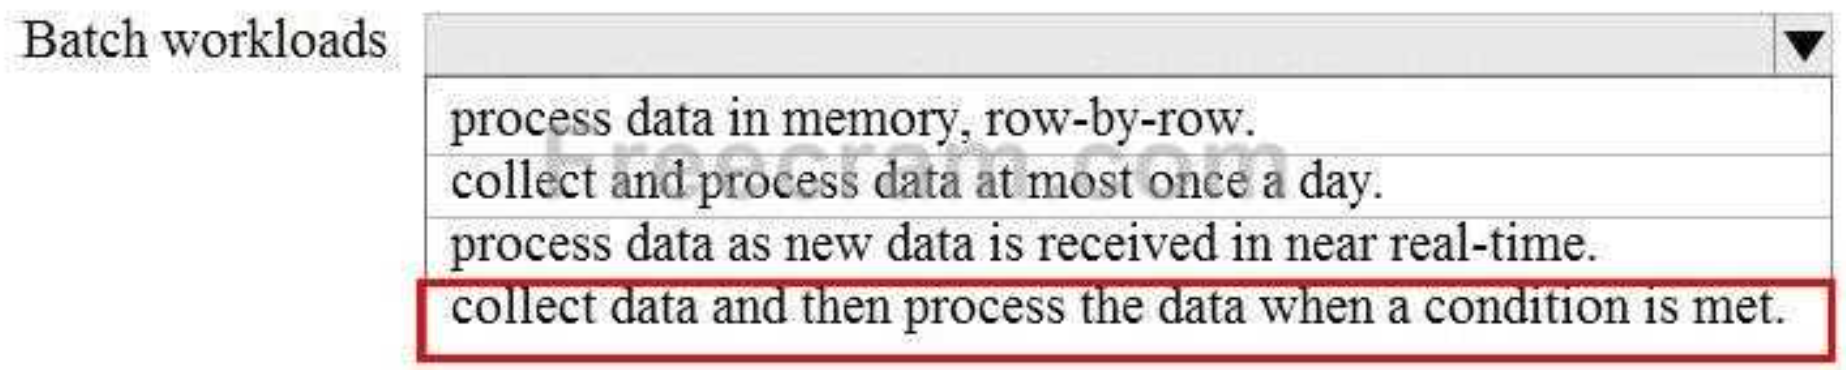 Batch workloads
process data in memory, row-by-row.
Freecram.com
collect and process data at most once a day.
process data as new data is received in near real-time.
collect data and then process the data when a condition is met.